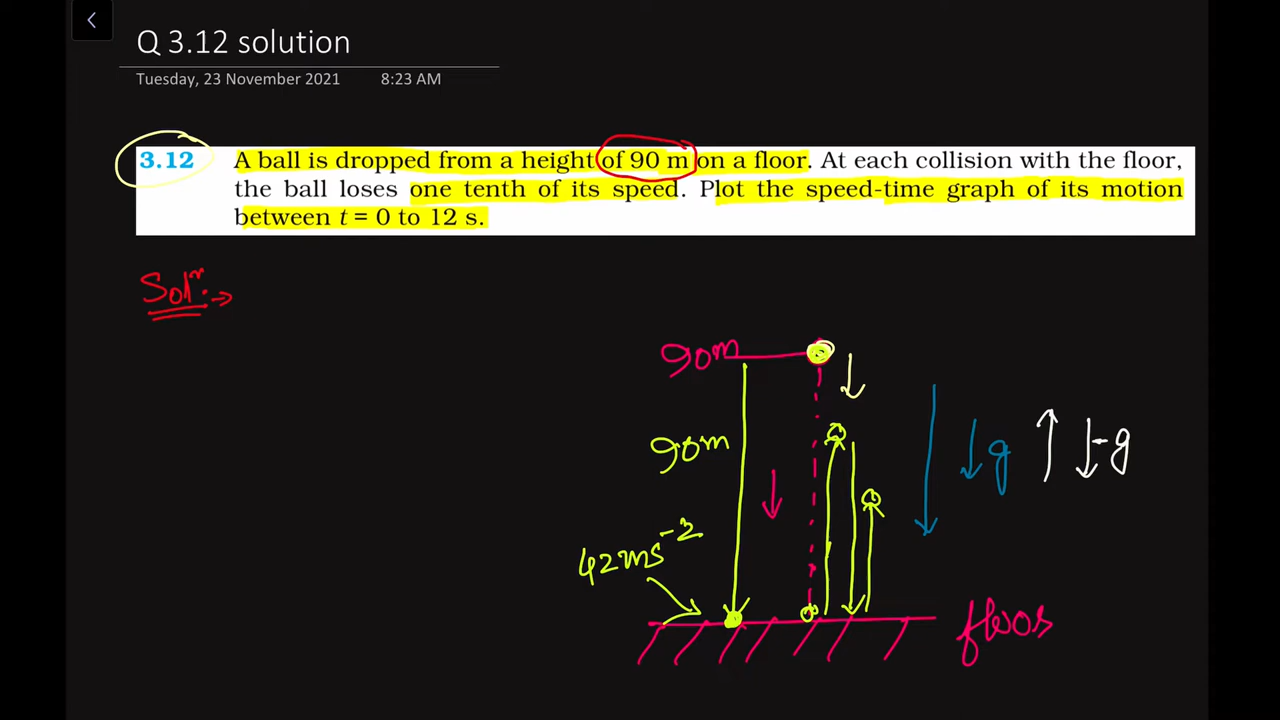 Q 3.12 solution
Tuesday, 23 November 2021 8:23 AM
3.12 A ball is dropped from a height of 90 m on a floor. At each collision with the floor,
the ball loses one tenth of its speed. Plot the speed-time graph of its motion
between t = 0 to 12 s.
Solⁿ. →
90m
90m
g
-g
42ms⁻²
floor